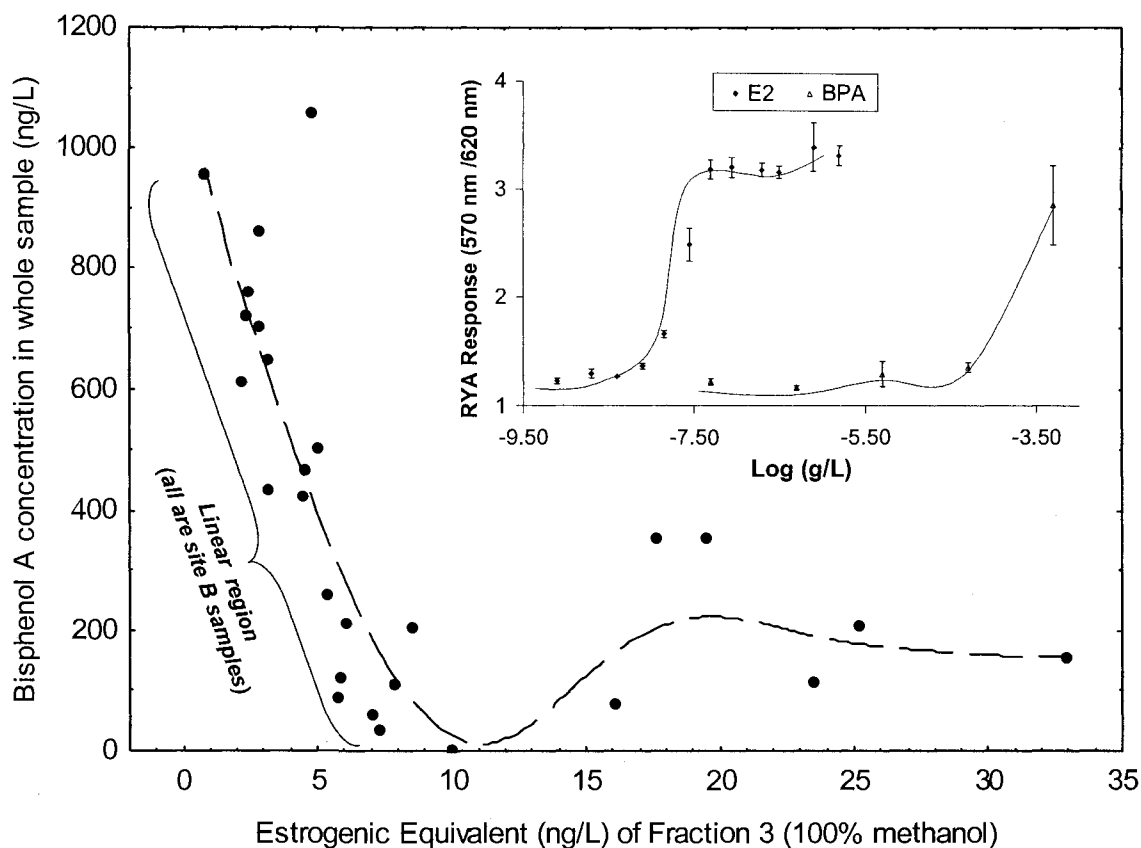 Bisphenol A concentration in whole sample (ng/L)
1200
1000
800
600
400
200
0
0
5
10
15
20
25
30
35
Estrogenic Equivalent (ng/L) of Fraction 3 (100% methanol)
Linear region
(all are site B samples)
E2
BPA
RYA Response (570 nm /620 nm)
4
3
2
1
-9.50
-7.50
-5.50
-3.50
Log (g/L)